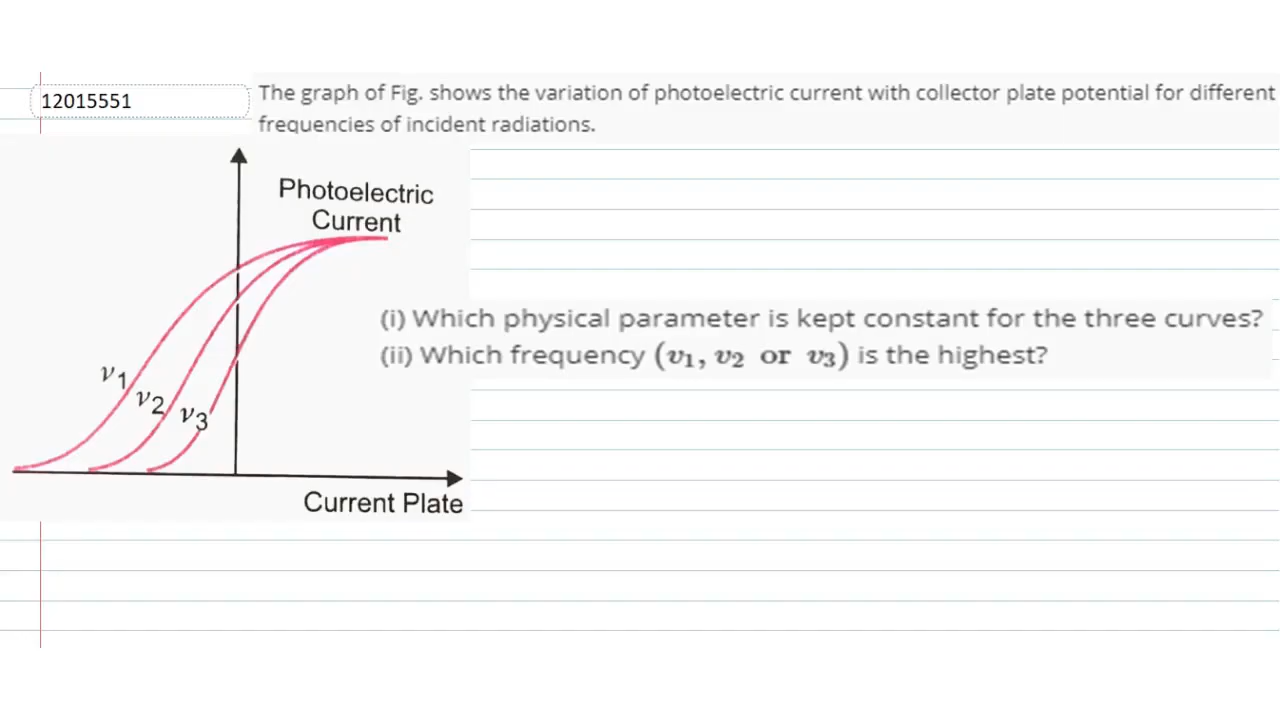 12015551
The graph of Fig. shows the variation of photoelectric current with collector plate potential for different
frequencies of incident radiations.
Photoelectric
Current
(i) Which physical parameter is kept constant for the three curves?
(ii) Which frequency (v₁, v₂ or v₃) is the highest?
ν₁
ν₂
ν₃
Current Plate